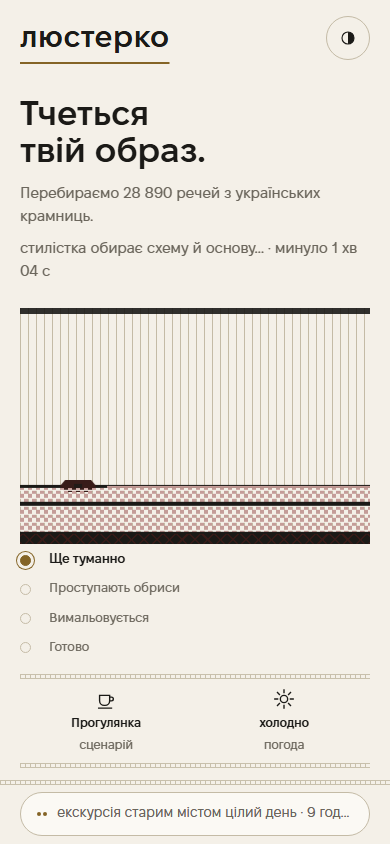 люстерко
Тчеться
твій образ.
Перебираємо 28 890 речей з українських
крамниць.
стилістка обирає схему й основу... · минуло 1 хв
04 с
Ще туманно
Проступають обриси
Вимальовується
Готово
Прогулянка
сценарій
холодно
погода
екскурсія старим містом цілий день · 9 год...